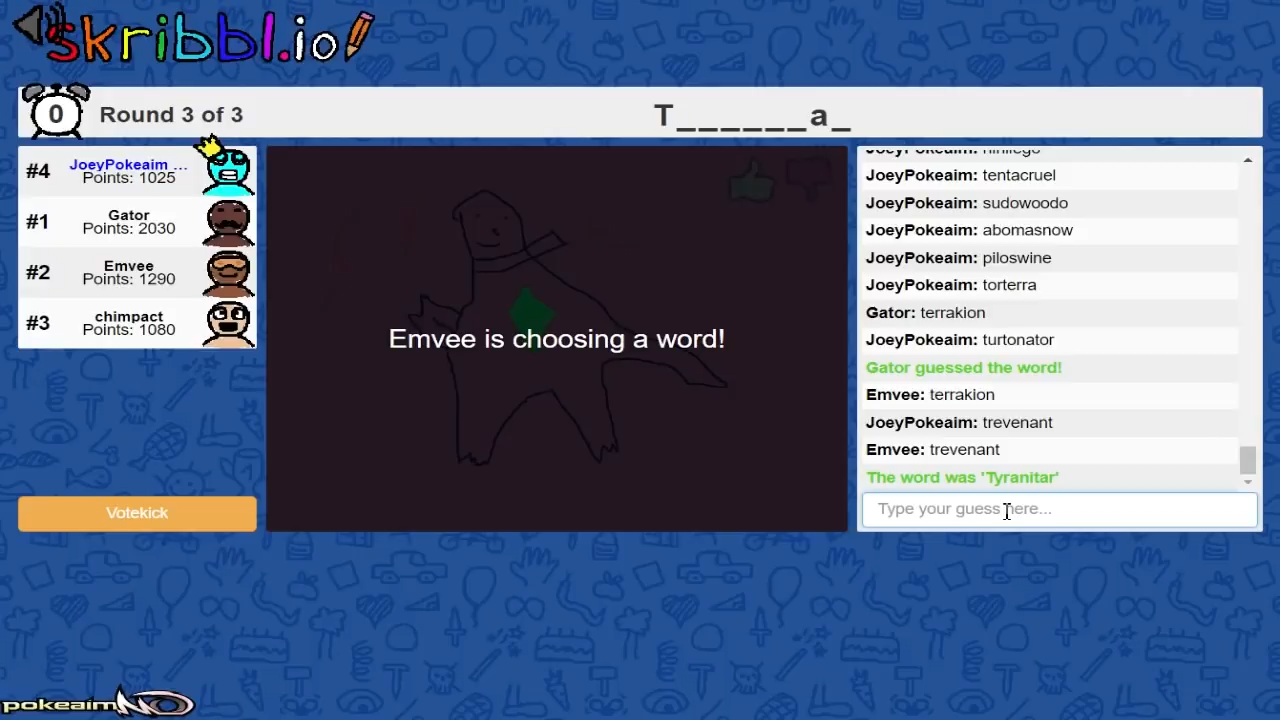 skribbl.io
0
Round 3 of 3
T______a_
#4
JoeyPokeaim ...
Points: 1025
#1
Gator
Points: 2030
#2
Emvee
Points: 1290
#3
chimpact
Points: 1080
Votekick
Emvee is choosing a word!
JoeyPokeaim: nihilego
JoeyPokeaim: tentacruel
JoeyPokeaim: sudowoodo
JoeyPokeaim: abomasnow
JoeyPokeaim: piloswine
JoeyPokeaim: torterra
Gator: terrakion
JoeyPokeaim: turtonator
Gator guessed the word!
Emvee: terrakion
JoeyPokeaim: trevenant
Emvee: trevenant
The word was 'Tyranitar'
Type your guess here...
pokeaim